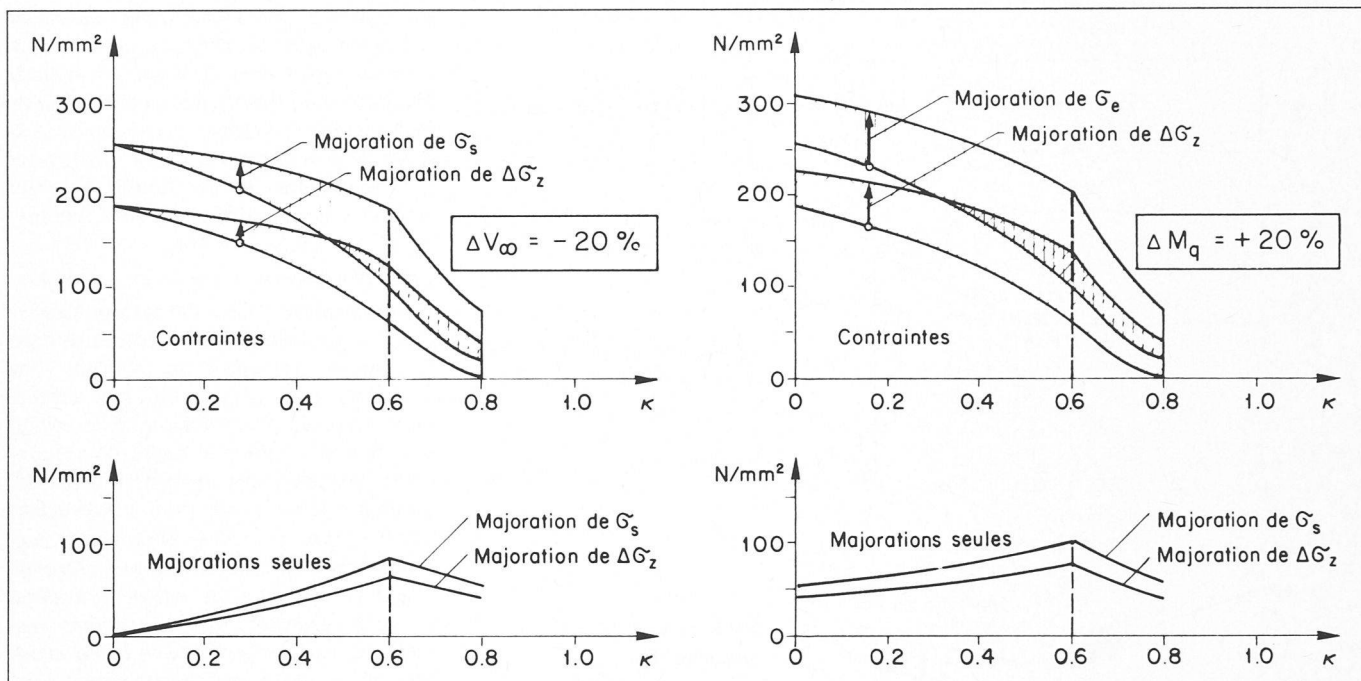 N/mm²
300
200
100
0
Majoration de σs
Majoration de Δσz
ΔV∞ = - 20 %
Contraintes
0 0.2 0.4 0.6 0.8 1.0 κ
N/mm²
300
200
100
0
Majoration de σe
Majoration de Δσz
Δ Mq = + 20 %
Contraintes
0 0.2 0.4 0.6 0.8 1.0 κ
N/mm²
100
0
Majorations seules
Majoration de σs
Majoration de Δσz
0 0.2 0.4 0.6 0.8 1.0 κ
N/mm²
100
0
Majorations seules
Majoration de σs
Majoration de Δσz
0 0.2 0.4 0.6 0.8 1.0 κ